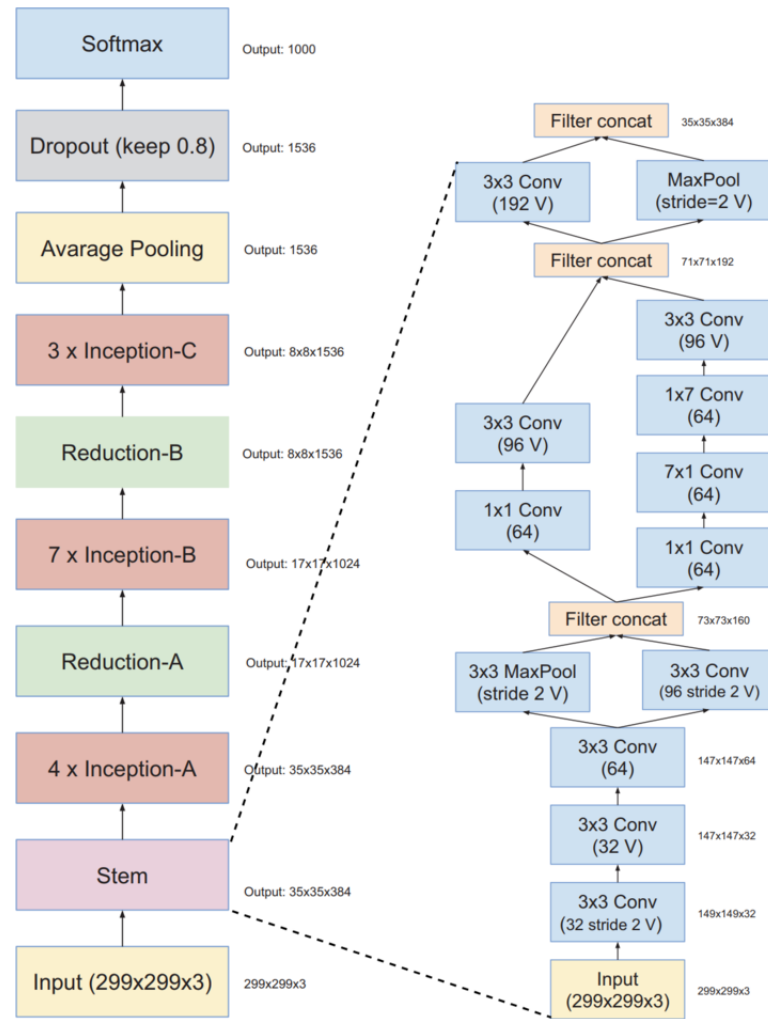 Softmax
Output: 1000
Dropout (keep 0.8)
Output: 1536
Avarage Pooling
Output: 1536
3 x Inception-C
Output: 8x8x1536
Reduction-B
Output: 8x8x1536
7 x Inception-B
Output: 17x17x1024
Reduction-A
Output: 17x17x1024
4 x Inception-A
Output: 35x35x384
Stem
Output: 35x35x384
Input (299x299x3)
299x299x3
Filter concat
35x35x384
3x3 Conv
(192 V)
MaxPool
(stride=2 V)
Filter concat
71x71x192
3x3 Conv
(96 V)
1x7 Conv
(64)
3x3 Conv
(96 V)
7x1 Conv
(64)
1x1 Conv
(64)
1x1 Conv
(64)
Filter concat
73x73x160
3x3 MaxPool
(stride 2 V)
3x3 Conv
(96 stride 2 V)
3x3 Conv
(64)
147x147x64
3x3 Conv
(32 V)
147x147x32
3x3 Conv
(32 stride 2 V)
149x149x32
Input
(299x299x3)
299x299x3